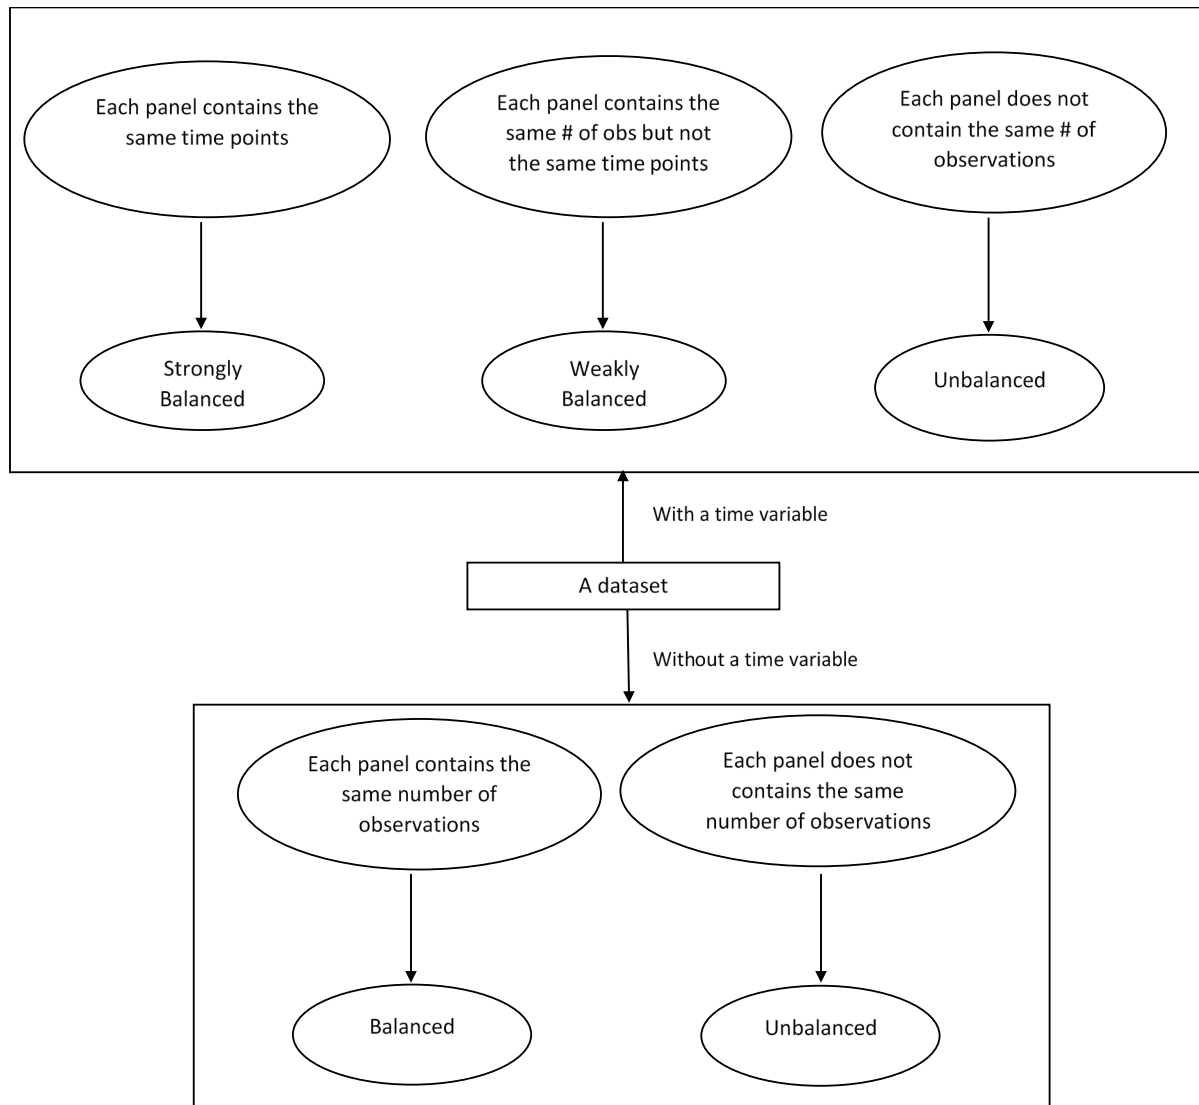 Each panel contains the
same time points
Each panel contains the
same # of obs but not
the same time points
Each panel does not
contain the same # of
observations
Strongly
Balanced
Weakly
Balanced
Unbalanced
With a time variable
A dataset
Without a time variable
Each panel contains the
same number of
observations
Each panel does not
contains the same
number of observations
Balanced
Unbalanced